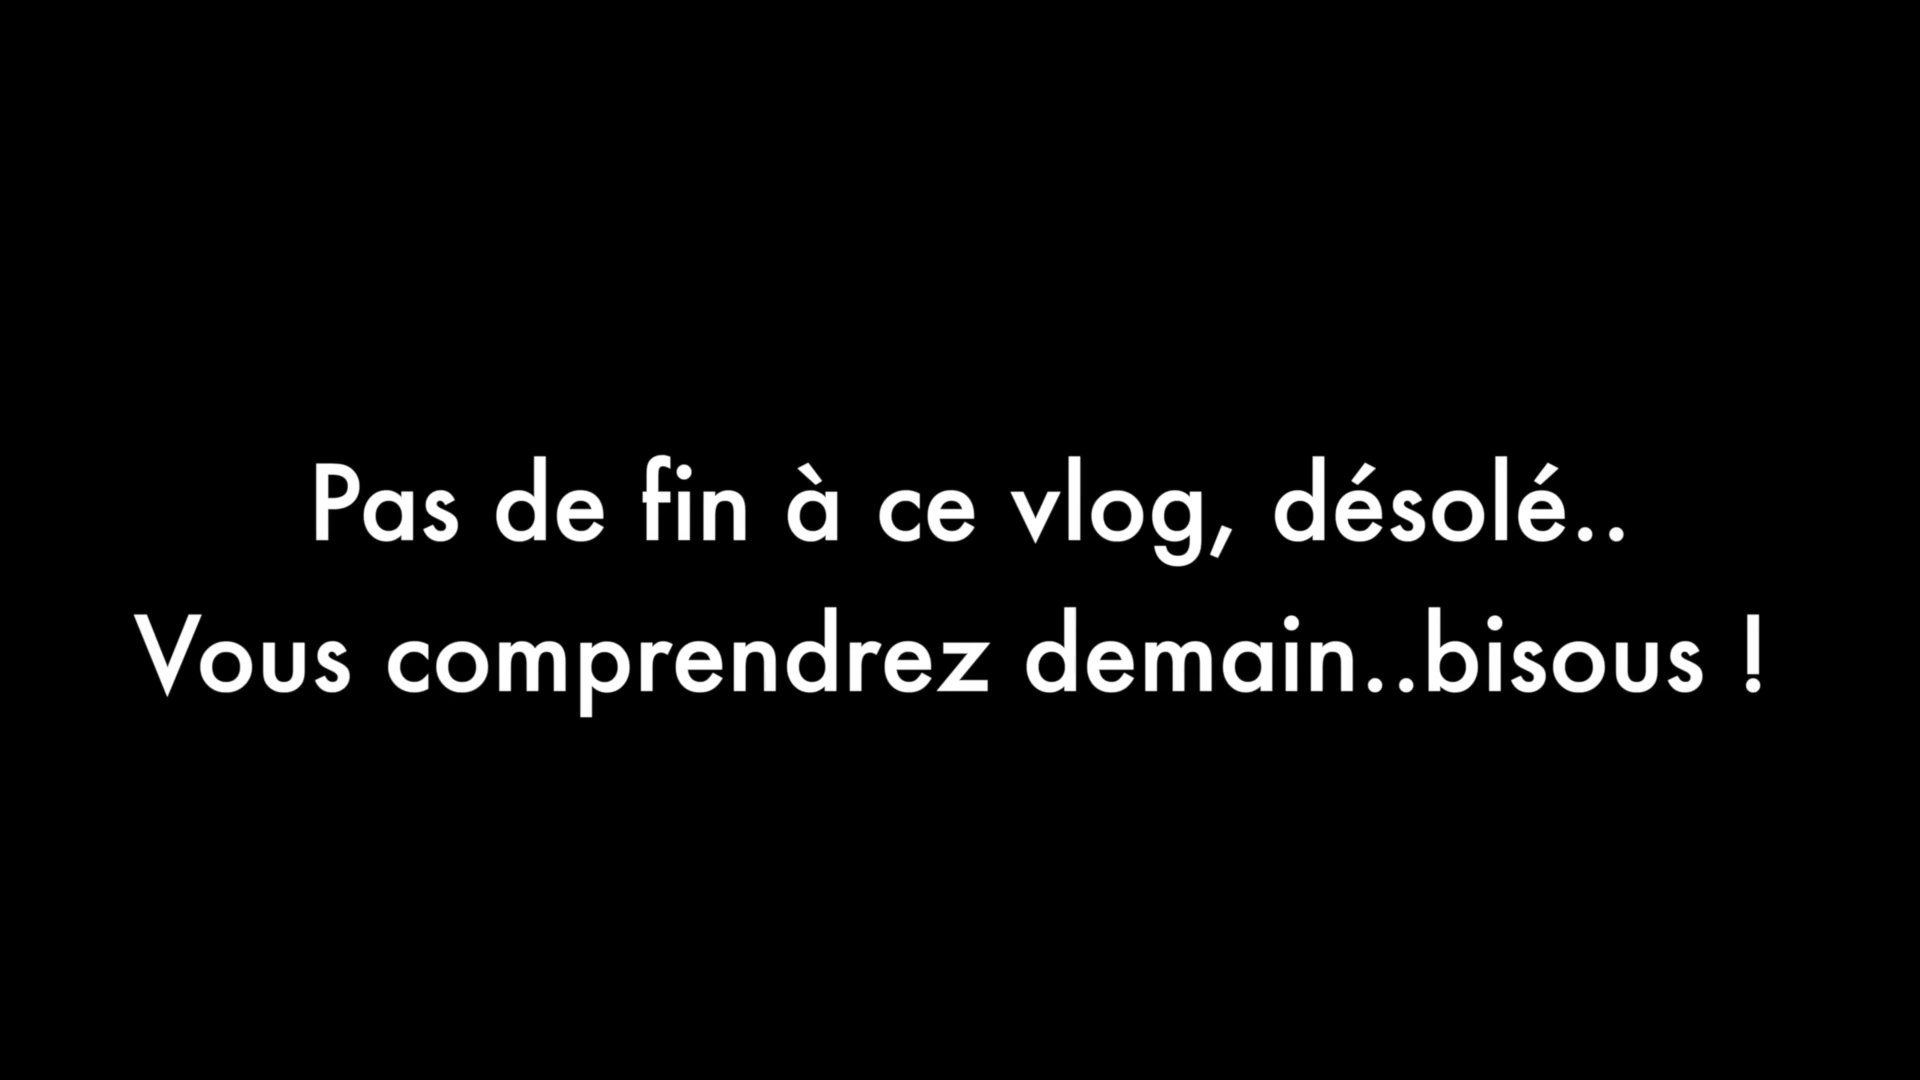 Pas de fin à ce vlog, désolé..
Vous comprendrez demain..bisous !